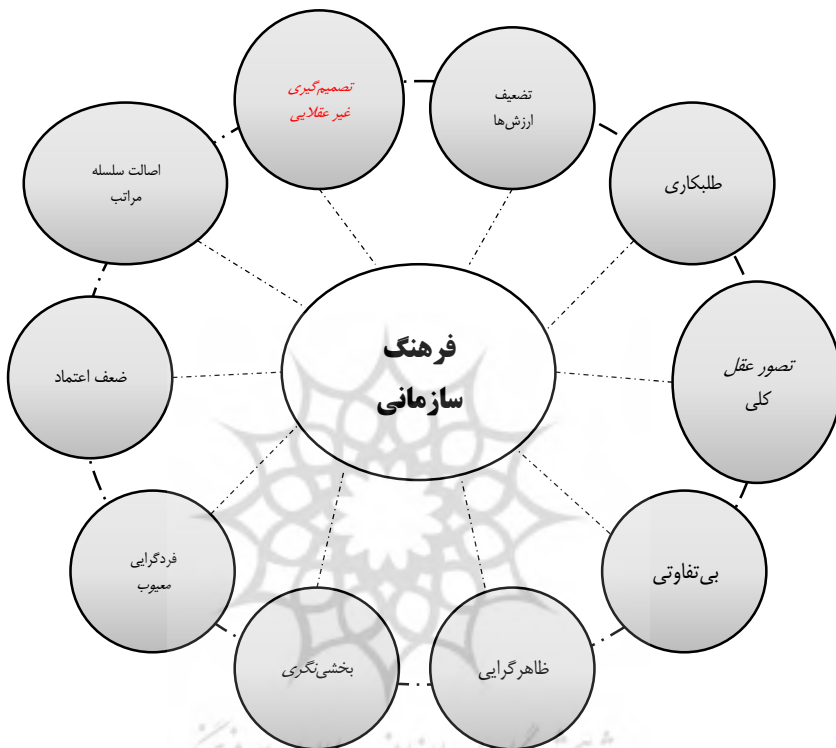 تصمیم‌گیری
غیر عقلایی
تضعیف
ارزش‌ها
طلبکاری
اصالت سلسله
مراتب
فرهنگ
سازمانی
تصور عقل
کلی
ضعف اعتماد
بی‌تفاوتی
فردگرایی
معیوب
ظاهرگرایی
بخشی‌نگری